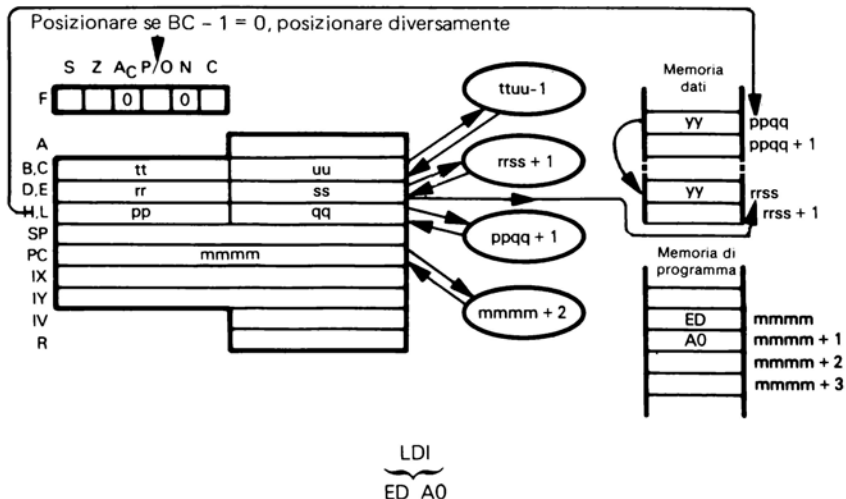 Posizionare se BC – 1 = 0, posizionare diversamente
S Z AC P/O N C
F 0 0
A
B,C tt uu
D,E rr ss
H,L pp qq
SP
PC mmmm
IX
IY
IV
R
ttuu-1
rrss + 1
ppqq + 1
mmmm + 2
Memoria
dati
yy ppqq
ppqq + 1
yy rrss
rrss + 1
Memoria di
programma
ED mmmm
A0 mmmm + 1
mmmm + 2
mmmm + 3
LDI
ED A0